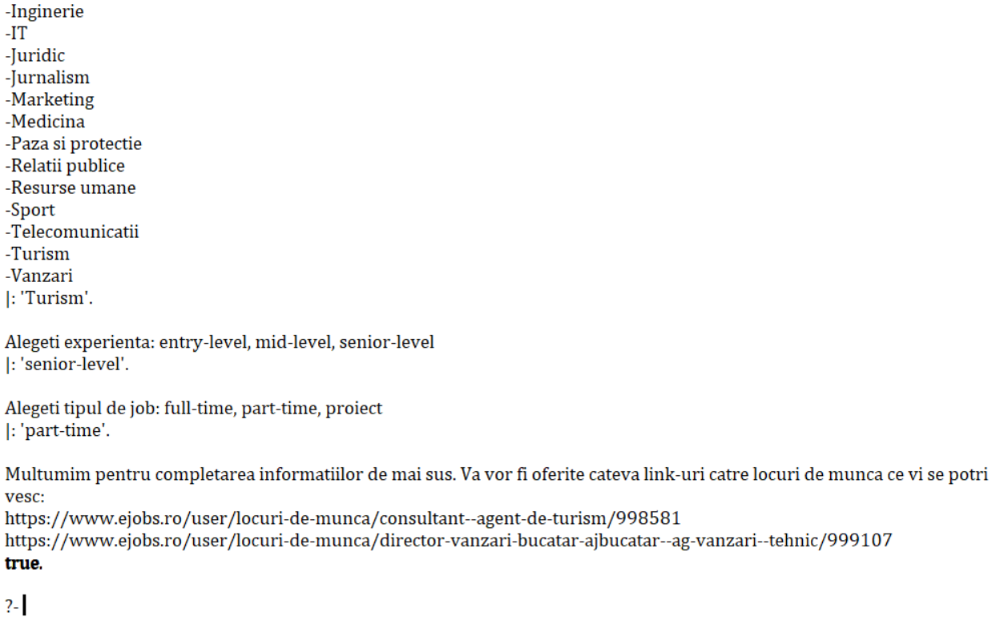 -Inginerie
-IT
-Juridic
-Jurnalism
-Marketing
-Medicina
-Paza si protectie
-Relatii publice
-Resurse umane
-Sport
-Telecomunicatii
-Turism
-Vanzari
|: 'Turism'.
Alegeti experienta: entry-level, mid-level, senior-level
|: 'senior-level'.
Alegeti tipul de job: full-time, part-time, proiect
|: 'part-time'.
Multumim pentru completarea informatiilor de mai sus. Va vor fi oferite cateva link-uri catre locuri de munca ce vi se potri
vesc:
https://www.ejobs.ro/user/locuri-de-munca/consultant--agent-de-turism/998581
https://www.ejobs.ro/user/locuri-de-munca/director-vanzari-bucatar-ajbucatar--ag-vanzari--tehnic/999107
true.
?-